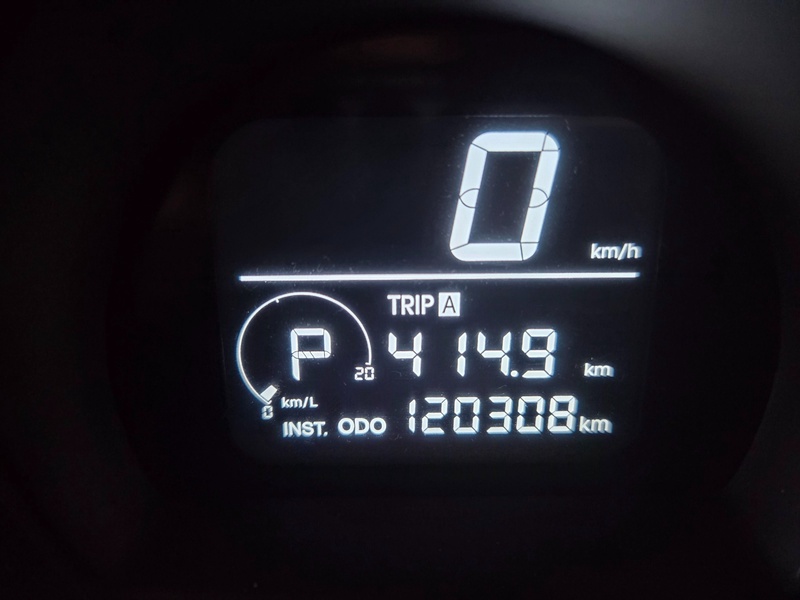 0 km/h
TRIP A
P 20 414.9 km
0 km/L
INST. ODO 120308 km